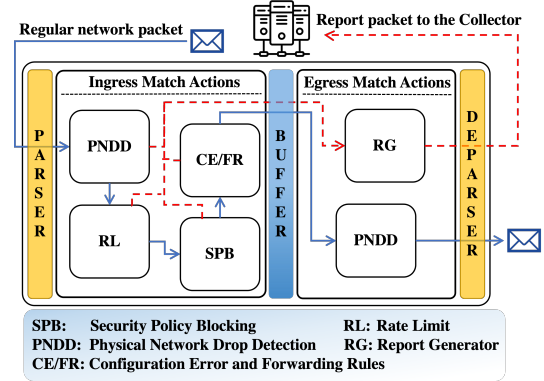 Regular network packet
Report packet to the Collector
PARSER
Ingress Match Actions
PNDD
RL
CE/FR
SPB
BUFFER
Egress Match Actions
RG
PNDD
DEPARSER
SPB: Security Policy Blocking RL: Rate Limit
PNDD: Physical Network Drop Detection RG: Report Generator
CE/FR: Configuration Error and Forwarding Rules